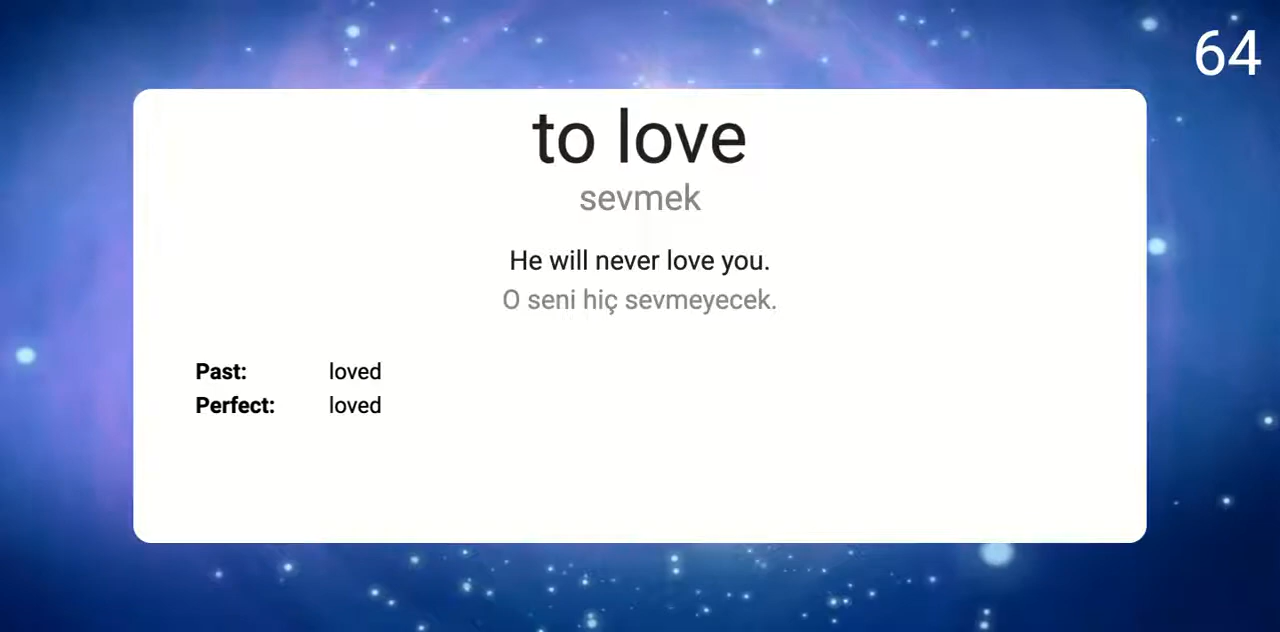 64
to love
sevmek
He will never love you.
O seni hiç sevmeyecek.
Past: loved
Perfect: loved